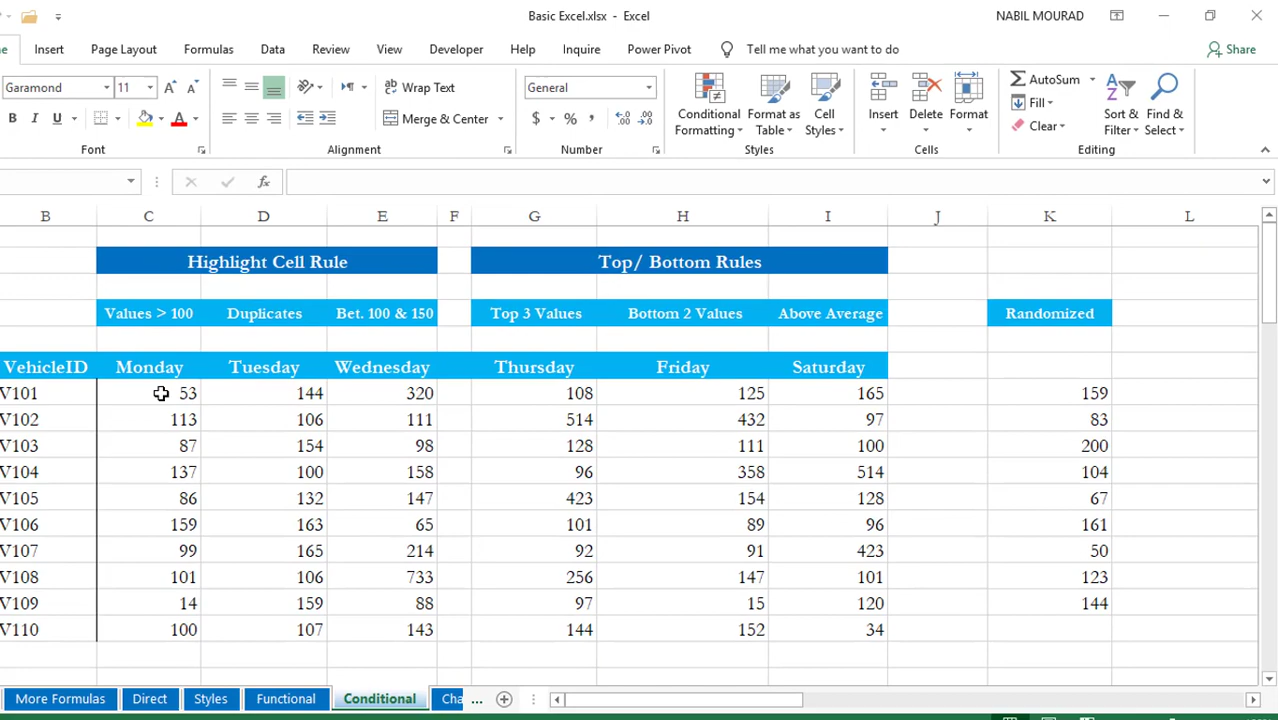 Basic Excel.xlsx - Excel NABIL MOURAD
Insert Page Layout Formulas Data Review View Developer Help Inquire Power Pivot Tell me what you want to do Share
Garamond 11 A A Wrap Text General Conditional Formatting Format as Table Cell Styles Insert Delete Format AutoSum Fill Clear Sort & Filter Find & Select
B I U A Merge & Center $ % ,
Font Alignment Number Styles Cells Editing
fx
B C D E F G H I J K L
Highlight Cell Rule Top/ Bottom Rules
Values > 100 Duplicates Bet. 100 & 150 Top 3 Values Bottom 2 Values Above Average Randomized
VehicleID Monday Tuesday Wednesday Thursday Friday Saturday
V101 53 144 320 108 125 165 159
V102 113 106 111 514 432 97 83
V103 87 154 98 128 111 100 200
V104 137 100 158 96 358 514 104
V105 86 132 147 423 154 128 67
V106 159 163 65 101 89 96 161
V107 99 165 214 92 91 423 50
V108 101 106 733 256 147 101 123
V109 14 159 88 97 15 120 144
V110 100 107 143 144 152 34
More Formulas Direct Styles Functional Conditional Cha ...